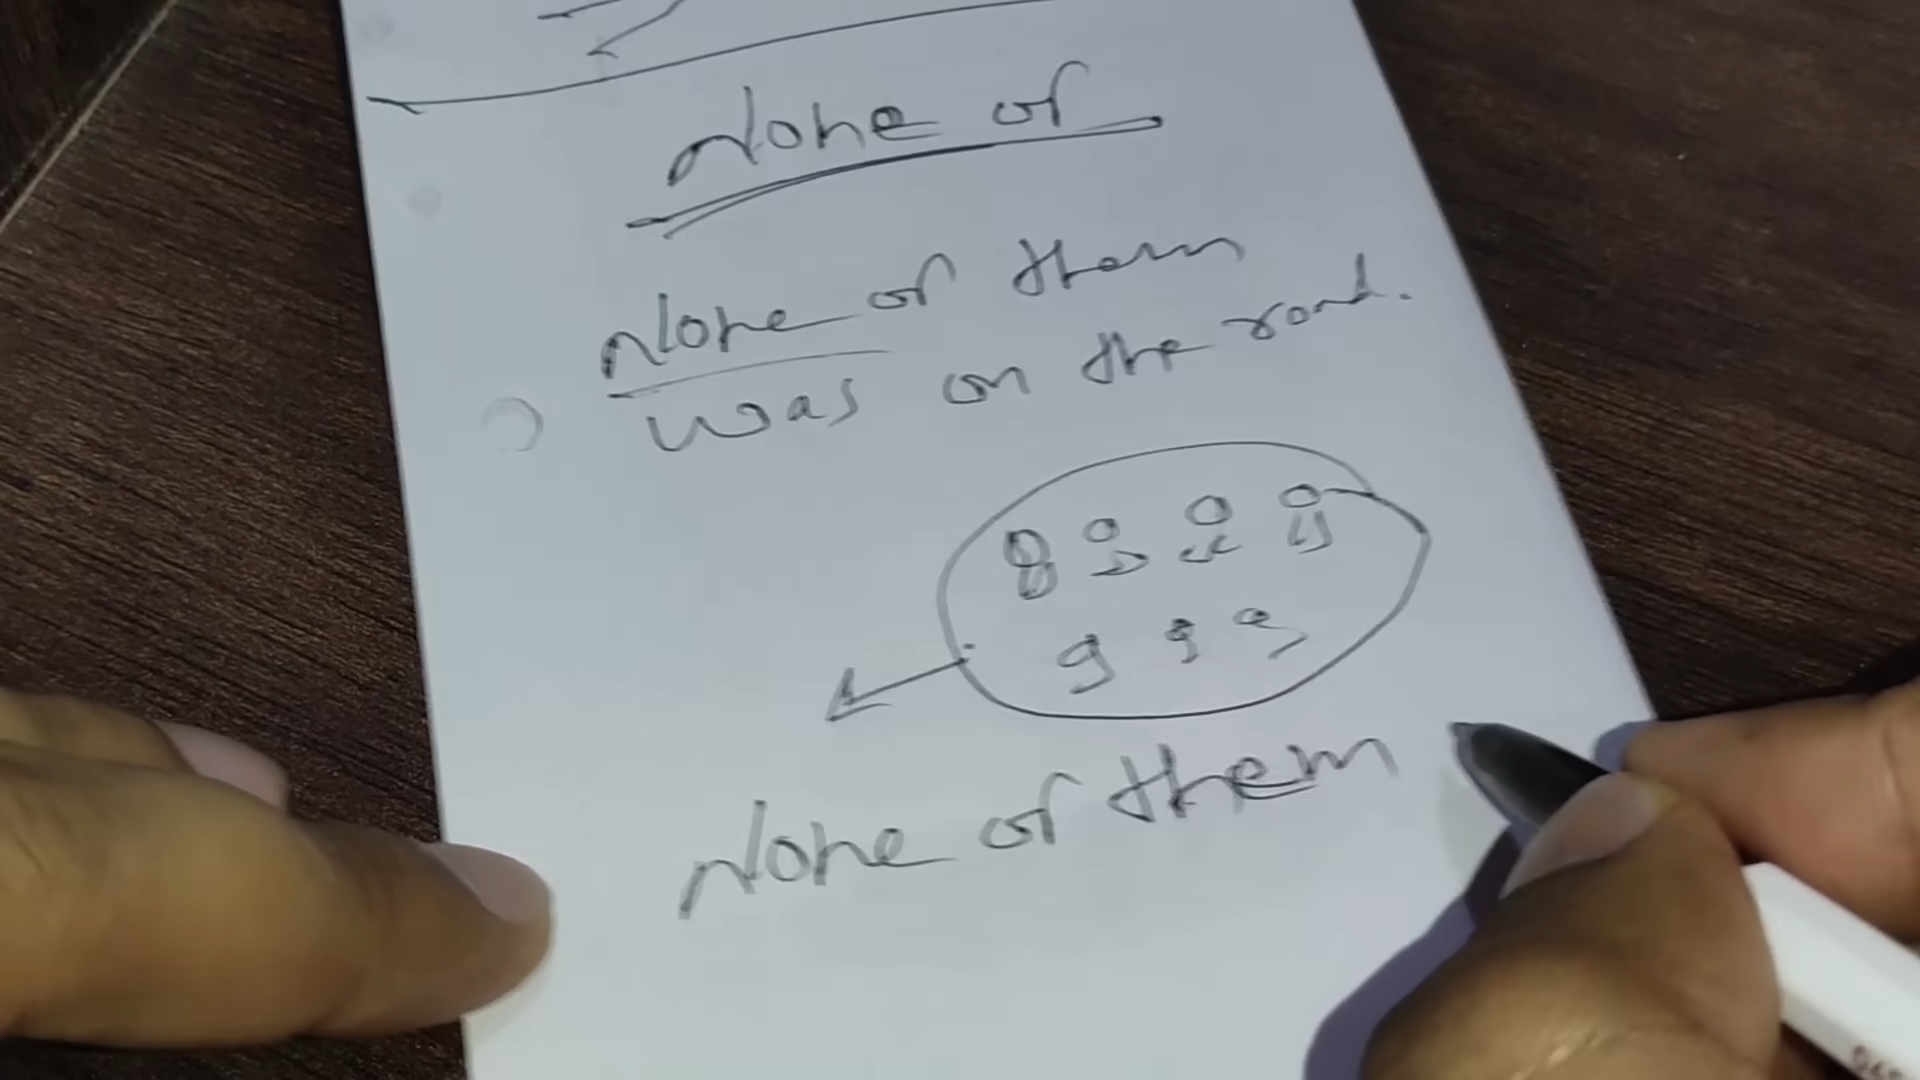 None of
None of them
was on the road.
None of them